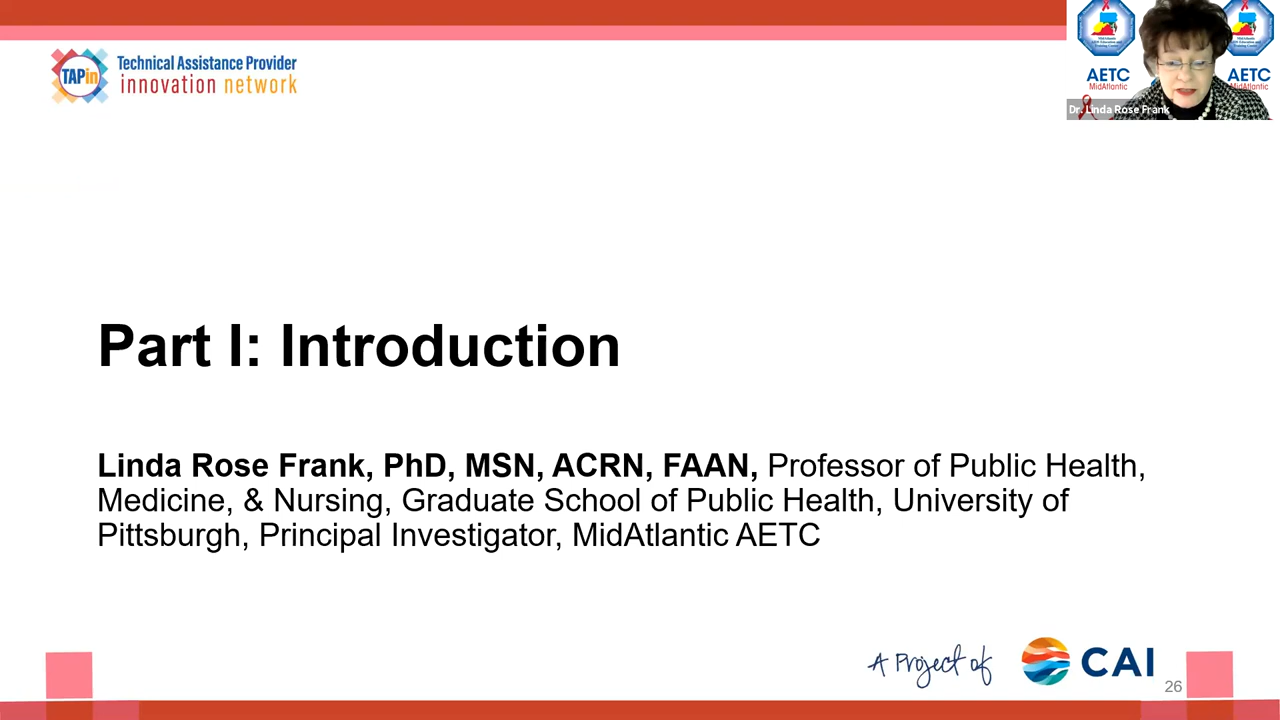 TAPin
Technical Assistance Provider
innovation network
AETC
MidAtlantic
AETC
MidAtlantic
Dr. Linda Rose Frank
Part I: Introduction
Linda Rose Frank, PhD, MSN, ACRN, FAAN, Professor of Public Health,
Medicine, & Nursing, Graduate School of Public Health, University of
Pittsburgh, Principal Investigator, MidAtlantic AETC
A Project of
CAI
26